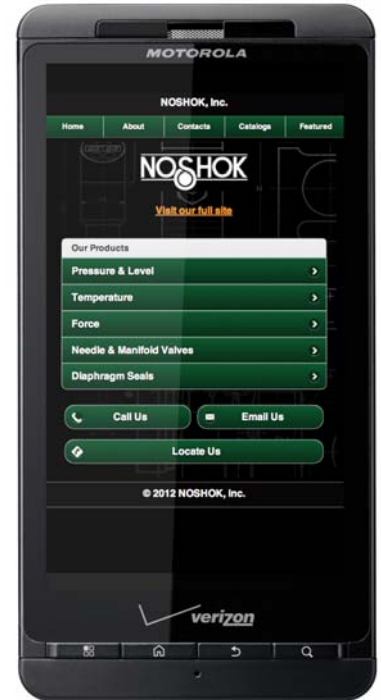 MOTOROLA
NOSHOK, Inc.
Home About Contacts Catalogs Featured
NOSHOK
Visit our full site
Our Products
Pressure & Level
Temperature
Force
Needle & Manifold Valves
Diaphragm Seals
Call Us Email Us
Locate Us
© 2012 NOSHOK, Inc.
verizon